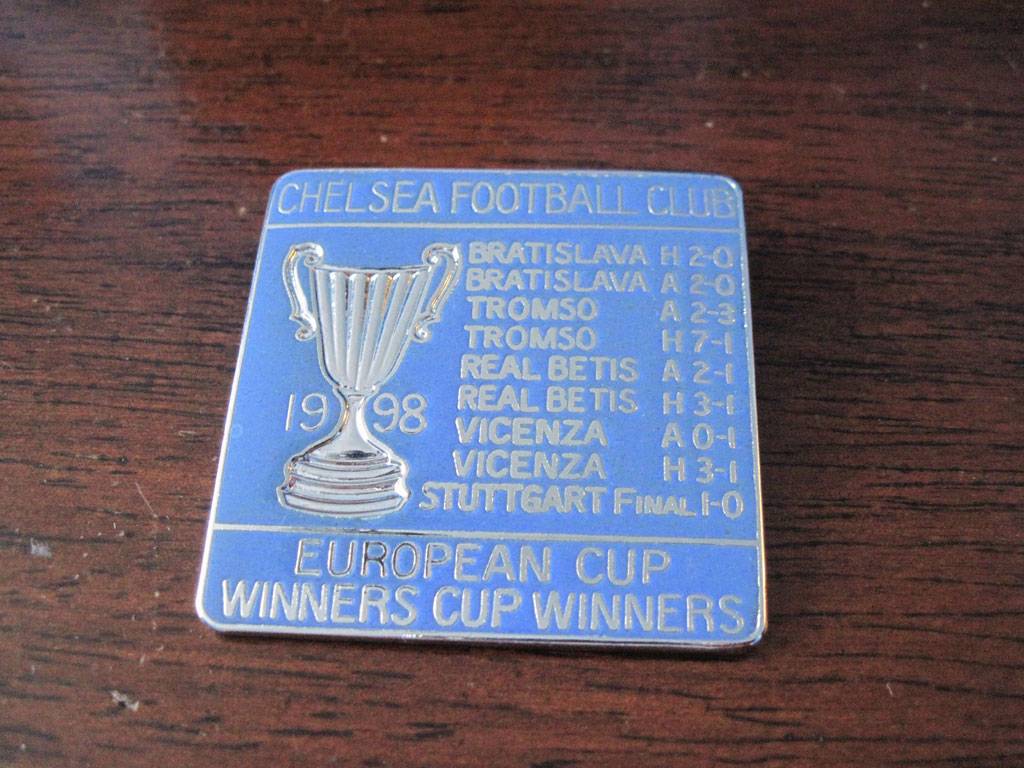 CHELSEA FOOTBALL CLUB
BRATISLAVA H 2-0
BRATISLAVA A 2-0
TROMSO A 2-3
TROMSO H 7-1
REAL BETIS A 2-1
REAL BETIS H 3-1
VICENZA A 0-1
VICENZA H 3-1
STUTTGART FINAL 1-0
1998
EUROPEAN CUP
WINNERS CUP WINNERS